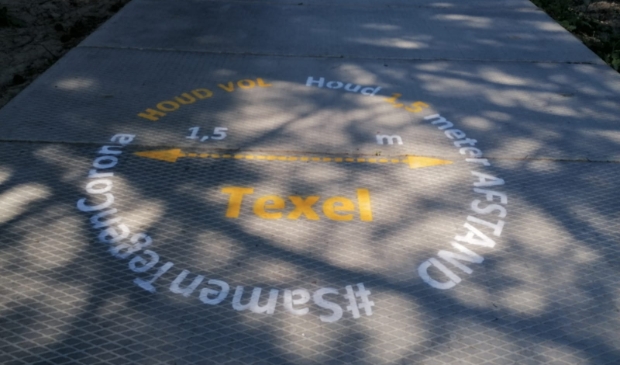 HOUD VOL
Houd 1,5 meter AFSTAND
1,5 m
Texel
#SamenTegenCorona